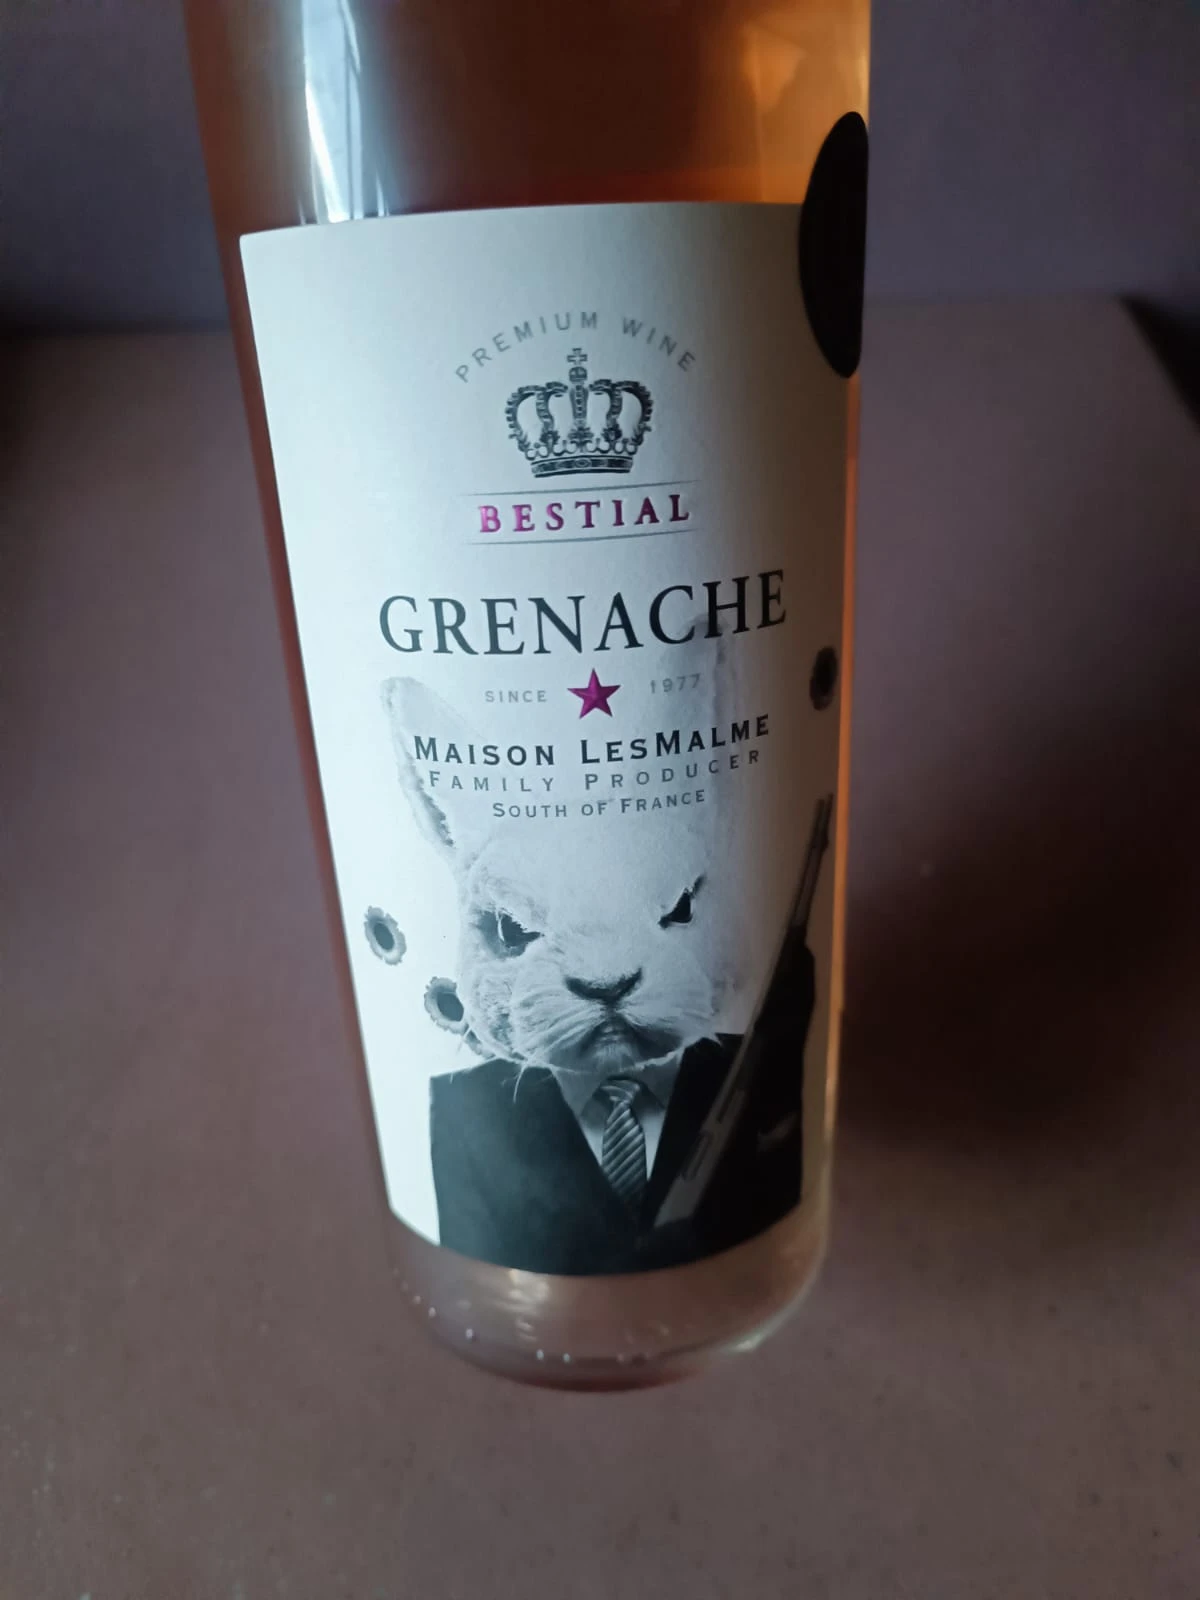 PREMIUM WINE
BESTIAL
GRENACHE
SINCE 1977
MAISON LESMALME
FAMILY PRODUCER
SOUTH OF FRANCE